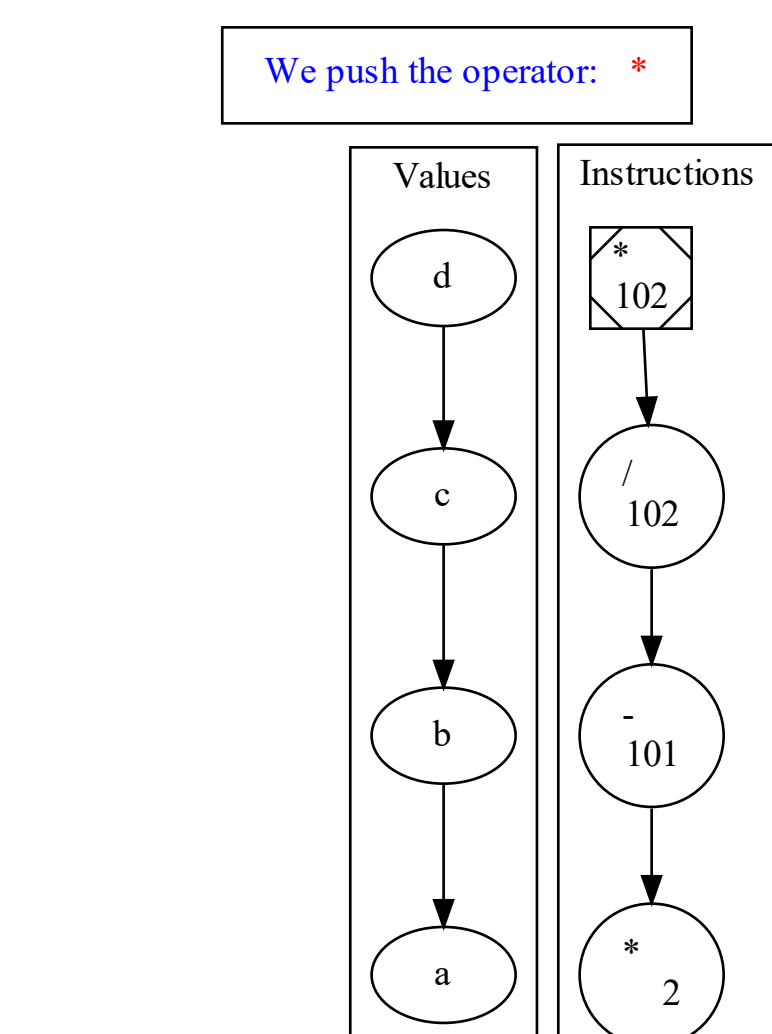 We push the operator: *
Values
Instructions
d
*
102
c
/
102
b
-
101
a
*
2